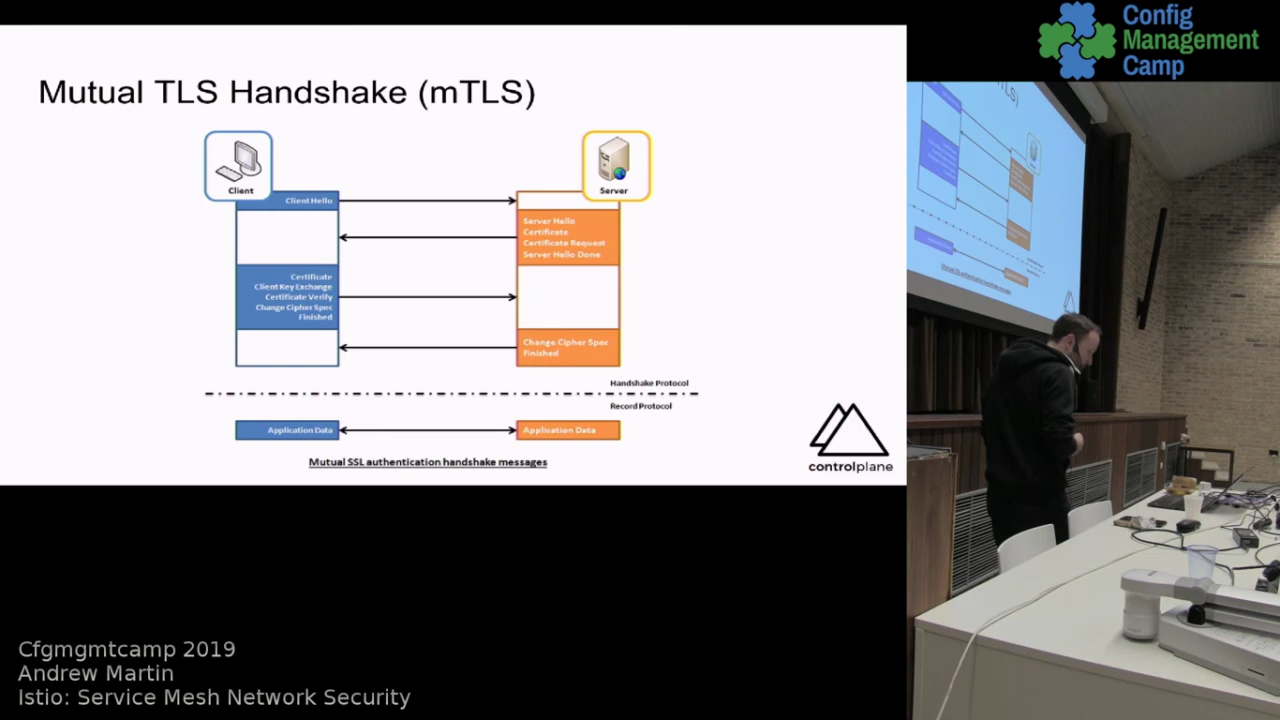 Config
Management
Camp
Mutual TLS Handshake (mTLS)
Client
Server
Client Hello
Server Hello
Certificate
Certificate Request
Server Hello Done
Certificate
Client Key Exchange
Certificate Verify
Change Cipher Spec
Finished
Change Cipher Spec
Finished
Handshake Protocol
Record Protocol
Application Data
Application Data
Mutual SSL authentication handshake messages
controlplane
Cfgmgmtcamp 2019
Andrew Martin
Istio: Service Mesh Network Security